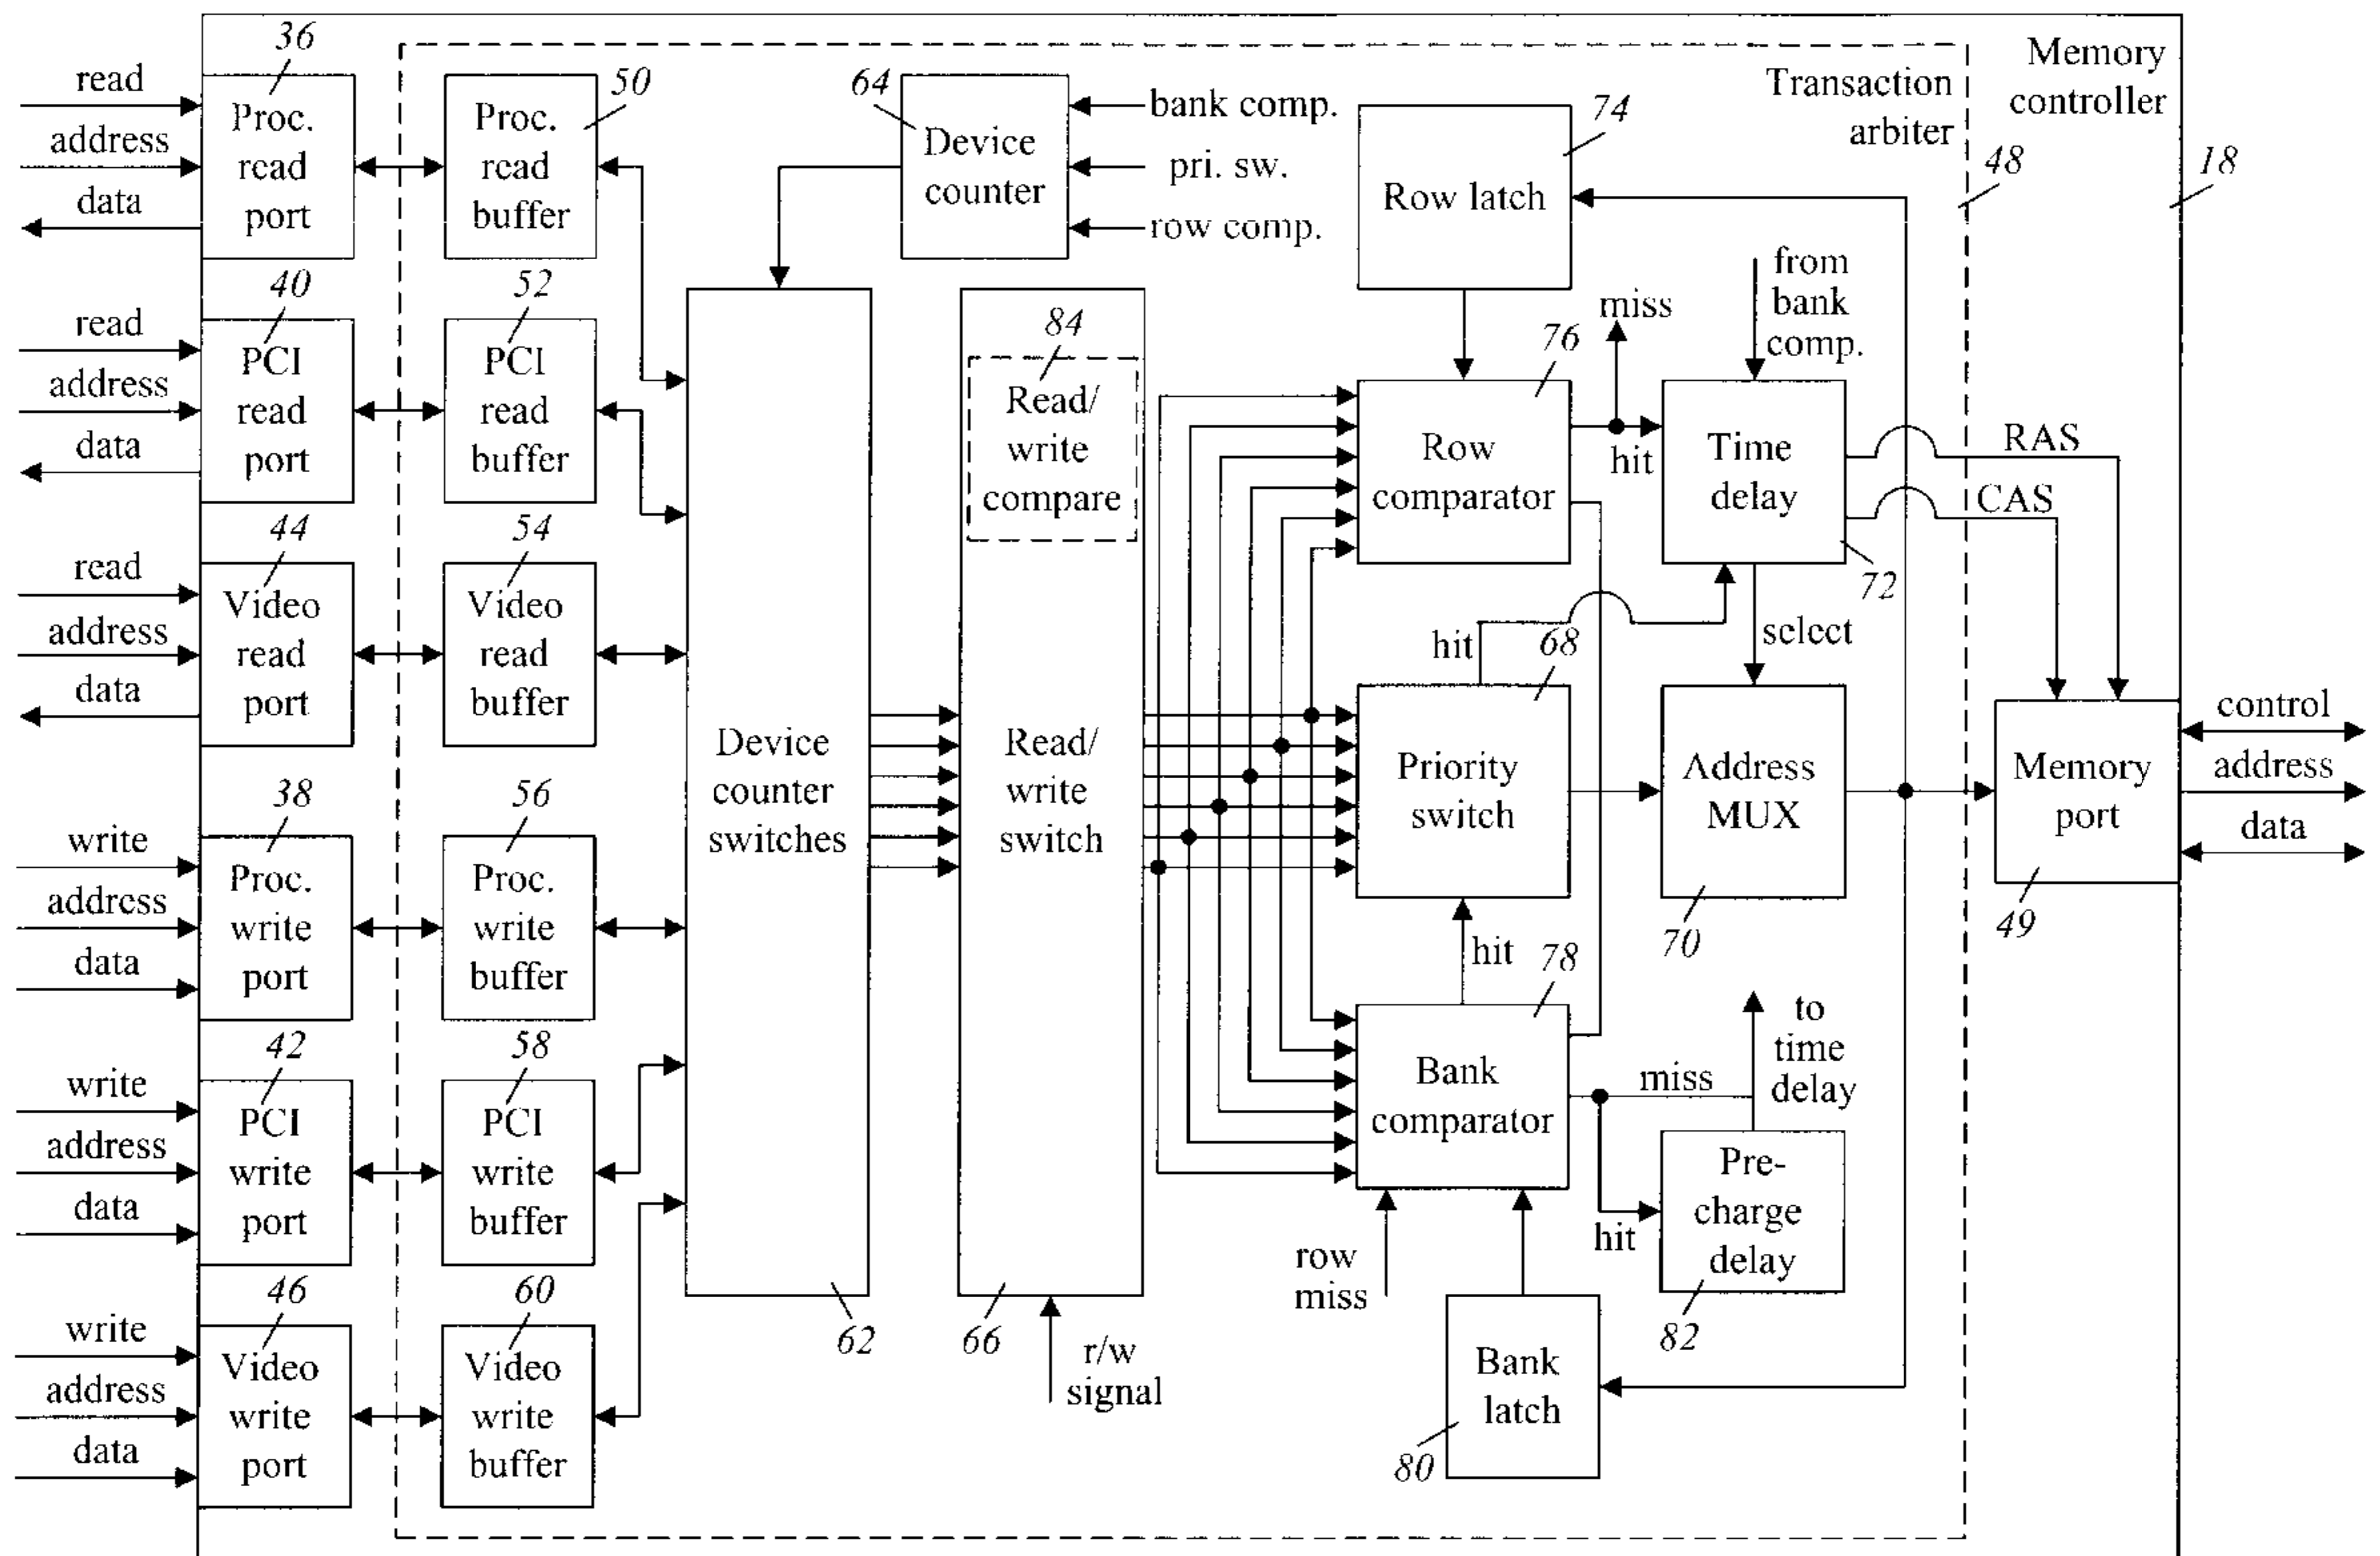 36
read
address
data
Proc.
read
port
50
Proc.
read
buffer
64
Device
counter
bank comp.
pri. sw.
row comp.
74
Row latch
Transaction
arbiter
48
Memory
controller
18
40
read
address
data
PCI
read
port
52
PCI
read
buffer
84
Read/
write
compare
miss
76
Row
comparator
hit
from
bank
comp.
Time
delay
72
RAS
CAS
44
read
address
data
Video
read
port
54
Video
read
buffer
hit
68
select
Device
counter
switches
62
Read/
write
switch
66
r/w
signal
Priority
switch
Address
MUX
70
Memory
port
49
control
address
data
38
write
address
data
Proc.
write
port
56
Proc.
write
buffer
hit
78
Bank
comparator
miss
to
time
delay
42
write
address
data
PCI
write
port
58
PCI
write
buffer
row
miss
hit
Pre-
charge
delay
82
46
write
address
data
Video
write
port
60
Video
write
buffer
Bank
latch
80